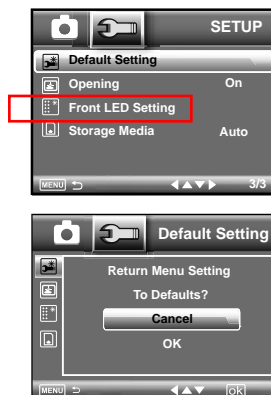 SETUP
Default Setting
Opening On
Front LED Setting
Storage Media Auto
MENU 3/3
Default Setting
Return Menu Setting
To Defaults?
Cancel
OK
MENU ok